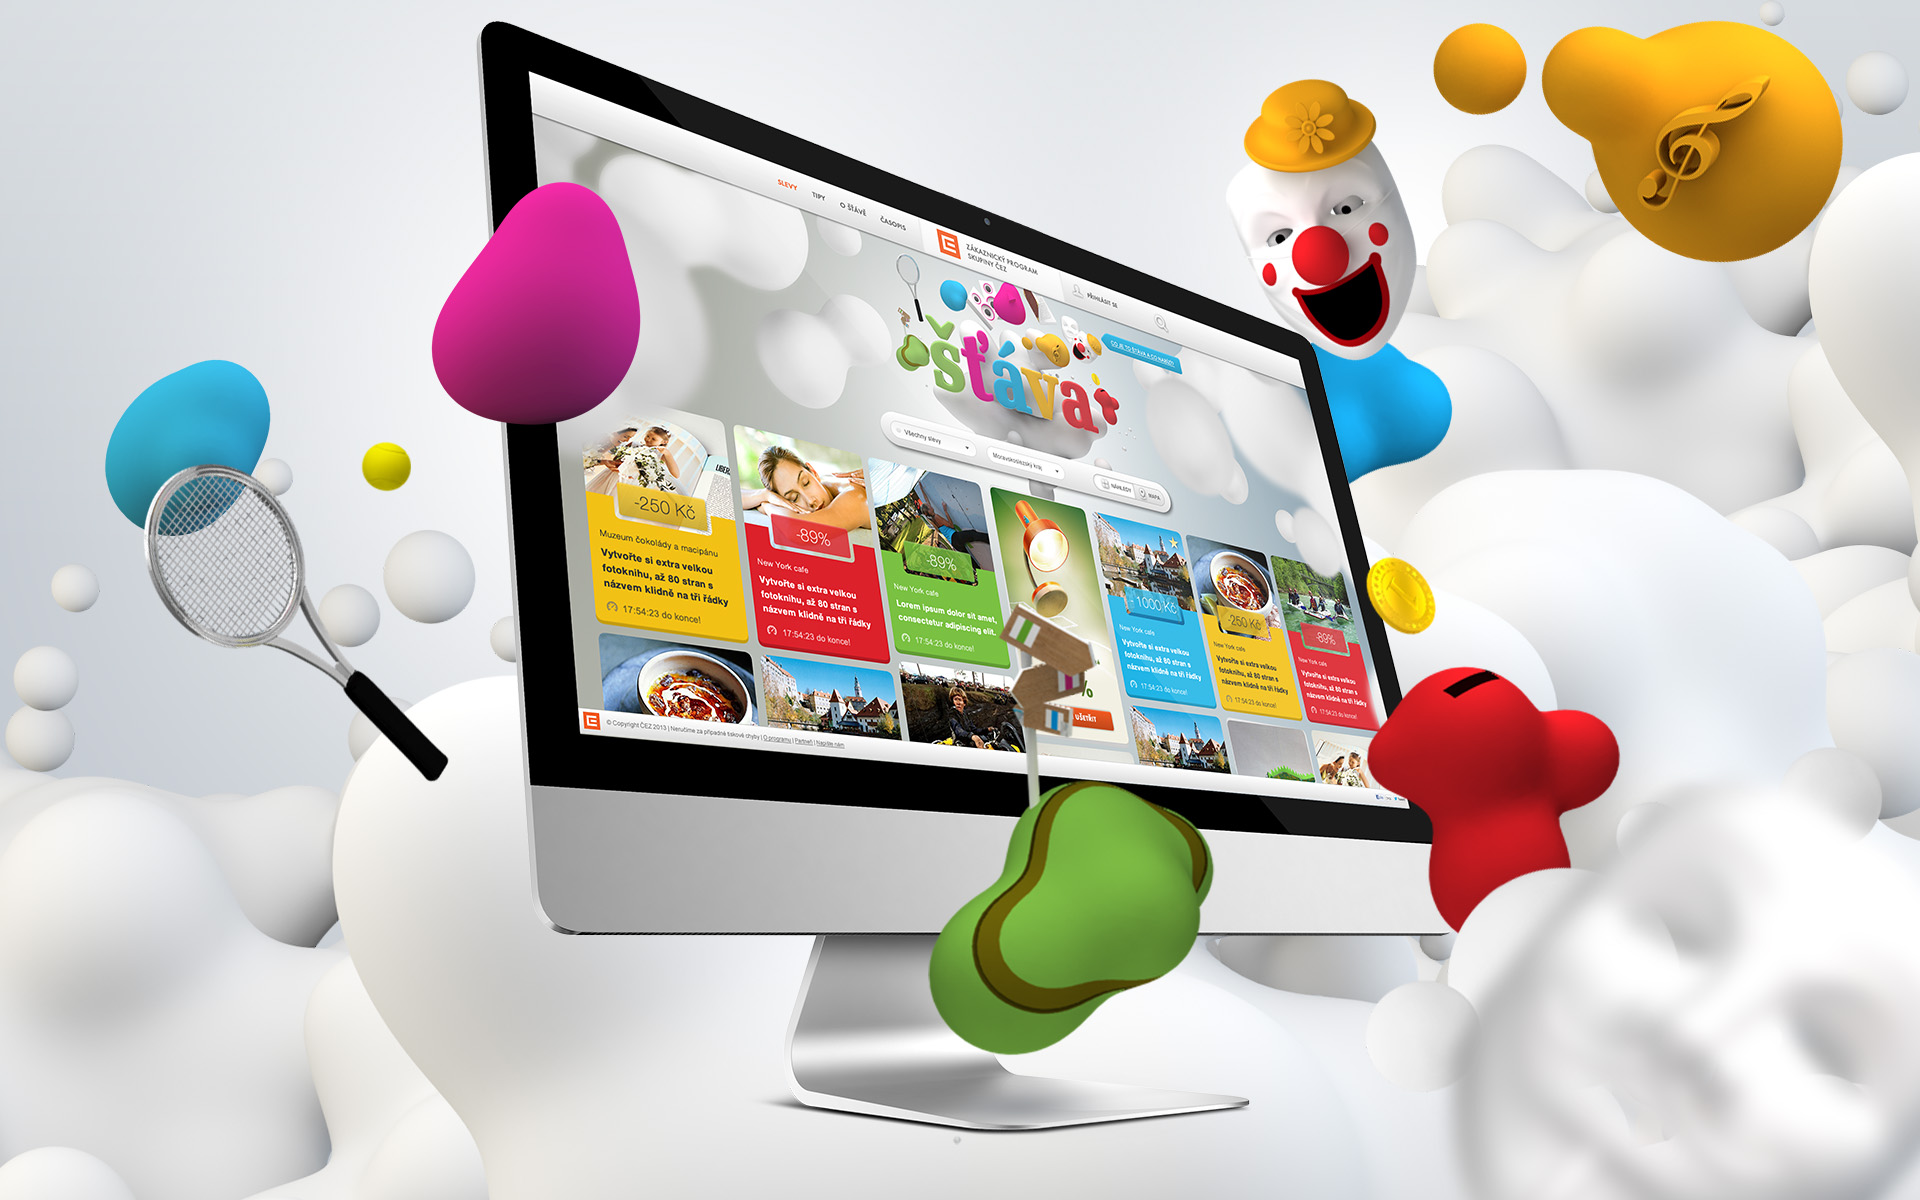 SLEVY
TIPY
O ŠŤÁVĚ
ČASOPIS
ZÁKAZNICKÝ PROGRAM
SKUPINY ČEZ
PŘIHLÁSIT SE
šťáva
CO JE TO ŠŤÁVA A CO NABÍZÍ?
Všechny slevy
Moravskoslezský kraj
NÁHLEDY
MAPA
-250 Kč
Muzeum čokolády a macipánu
Vytvořte si extra velkou
fotoknihu, až 80 stran s
názvem klidně na tři řádky
17:54:23 do konce!
-89%
New York cafe
Vytvořte si extra velkou
fotoknihu, až 80 stran s
názvem klidně na tři řádky
17:54:23 do konce!
-89%
New York cafe
Lorem ipsum dolor sit amet,
consectetur adipiscing elit.
17:54:23 do konce!
UŠETŘIT
-1000 Kč
New York cafe
Vytvořte si extra velkou
fotoknihu, až 80 stran s
názvem klidně na tři řádky
17:54:23 do konce!
-250 Kč
New York cafe
Vytvořte si extra velkou
fotoknihu, až 80 stran s
názvem klidně na tři řádky
17:54:23 do konce!
-89%
New York cafe
Vytvořte si extra velkou
fotoknihu, až 80 stran s
názvem klidně na tři řádky
17:54:23 do konce!
© Copyright ČEZ 2013 | Neručíme za případné tiskové chyby | O programu | Partneři | Napište nám